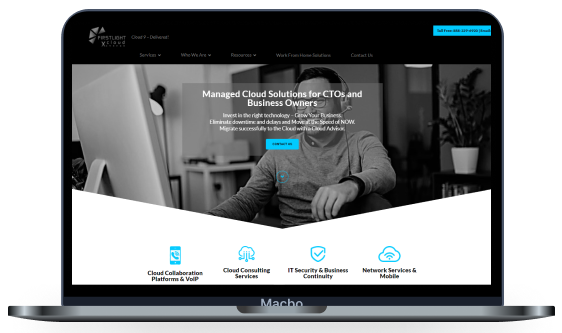 FIRSTLIGHT
cloud
Cloud 9 - Delivered!
Toll Free 888-
Services
Who We Are
Resources
Work From Home Solutions
Contact Us
Managed Cloud Solutions for CTOs and
Business Owners
Invest in the right technology – Grow Your Business.
Eliminate downtime and delays and Move at the Speed of NOW.
Migrate successfully to the Cloud with a Cloud Advisor.
CONTACT US
Cloud Collaboration
Platforms & VoIP
Cloud Consulting
Services
IT Security & Business
Continuity
Network Services &
Mobile